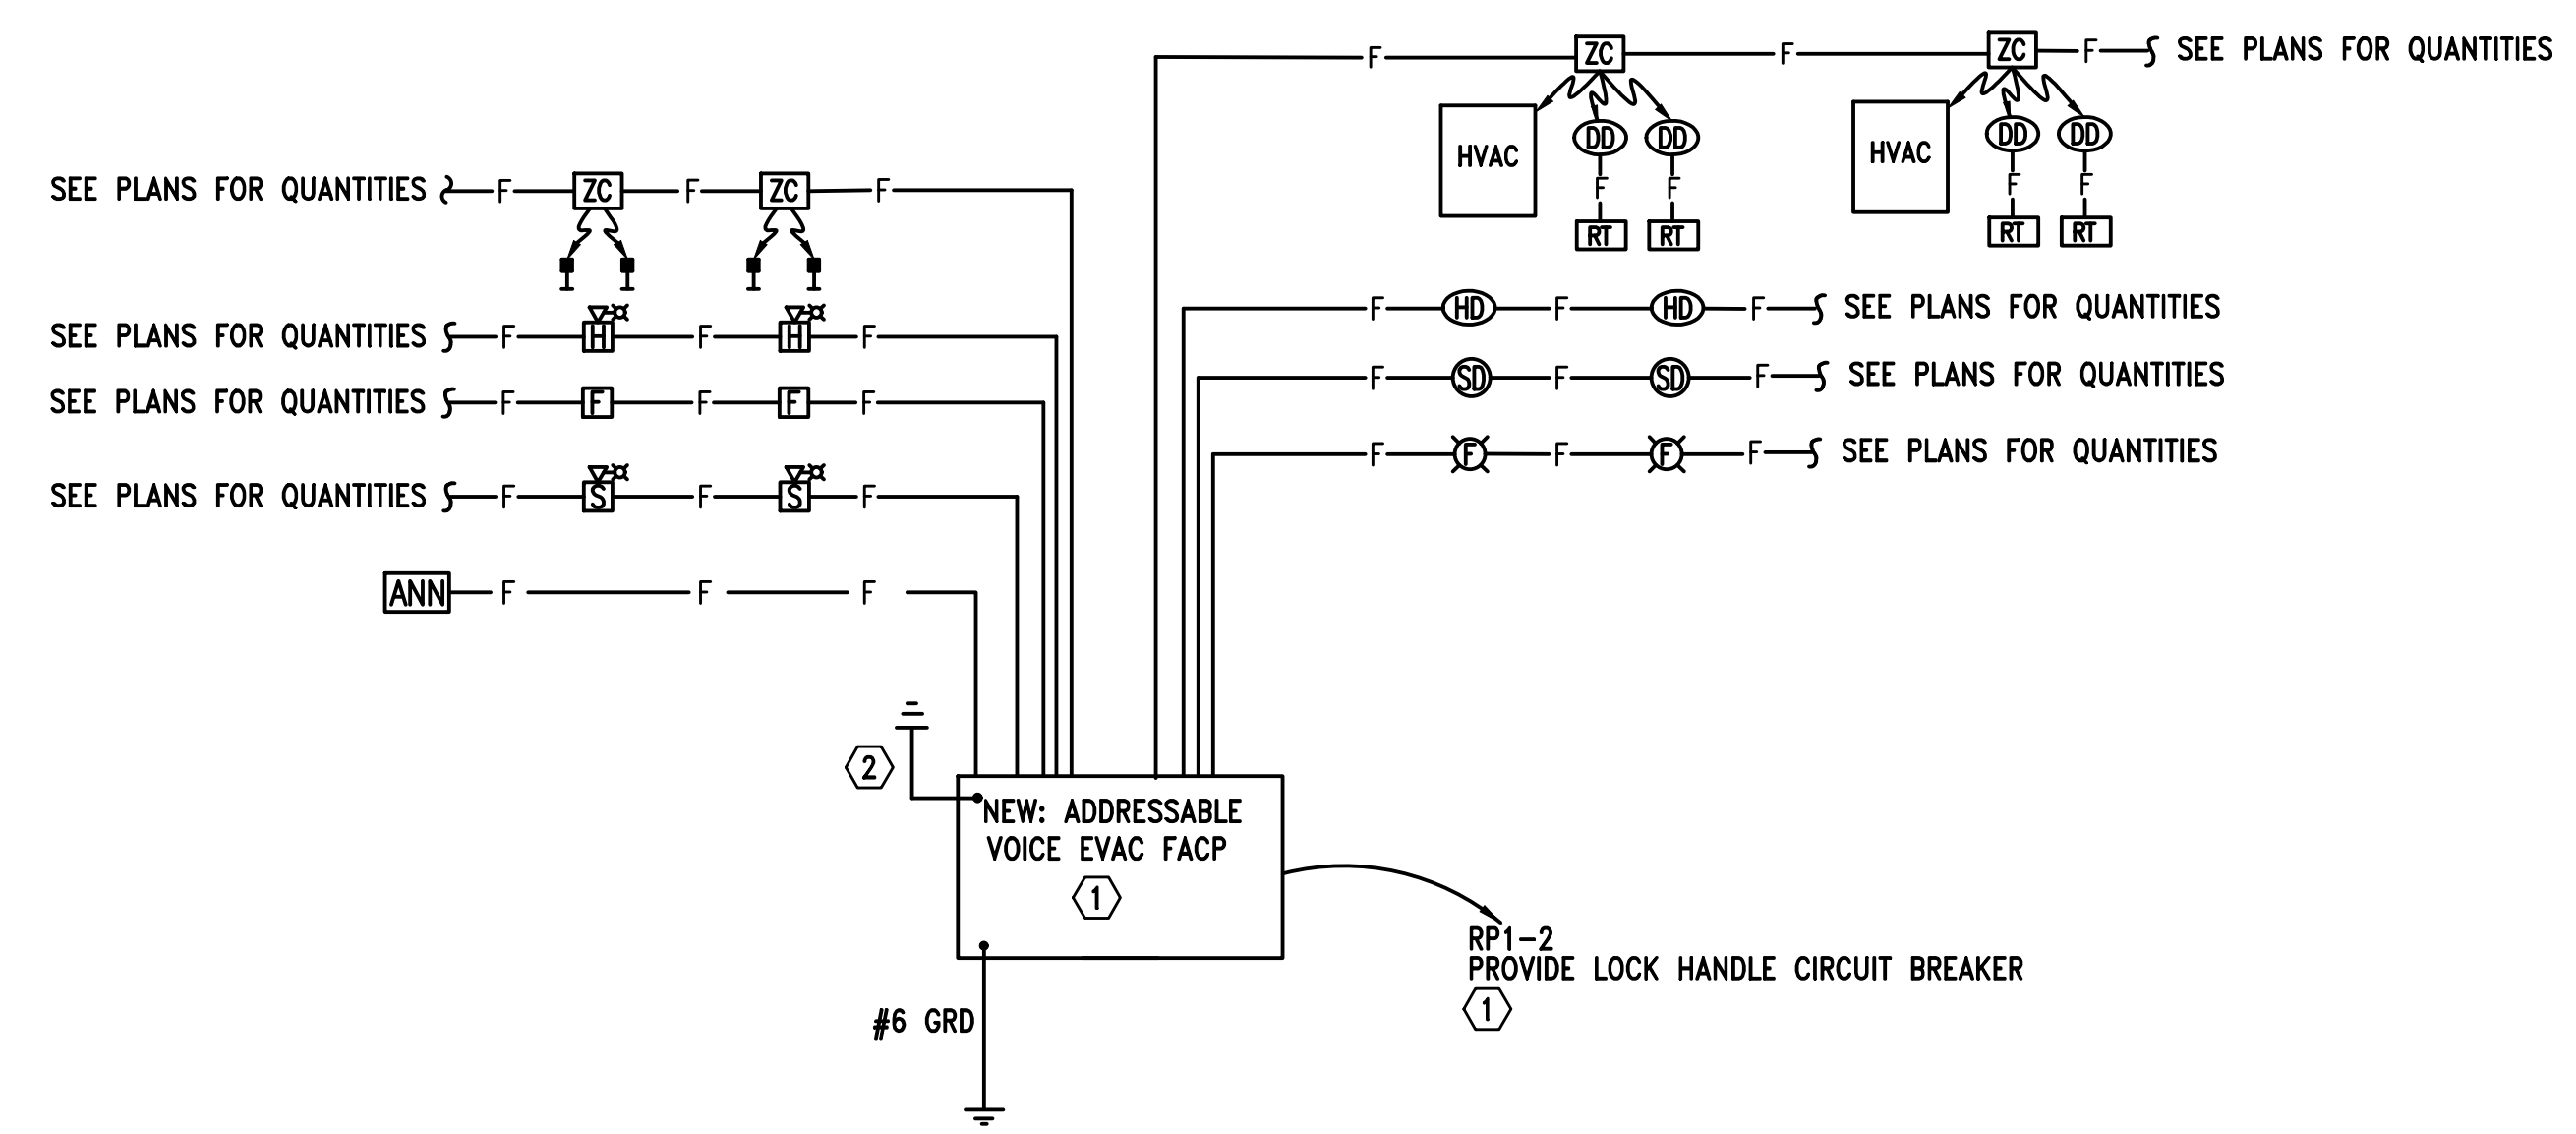 F ZC F ZC F SEE PLANS FOR QUANTITIES
HVAC DD DD HVAC DD DD
F F F F
RT RT RT RT
SEE PLANS FOR QUANTITIES F ZC F ZC F
F HD F HD F SEE PLANS FOR QUANTITIES
SEE PLANS FOR QUANTITIES F H F H F
F SD F SD F SEE PLANS FOR QUANTITIES
SEE PLANS FOR QUANTITIES F F F F F
F F F F F SEE PLANS FOR QUANTITIES
SEE PLANS FOR QUANTITIES F S F S F
ANN F F F
2
NEW: ADDRESSABLE
VOICE EVAC FACP
1
RP1-2
PROVIDE LOCK HANDLE CIRCUIT BREAKER
1
#6 GRD